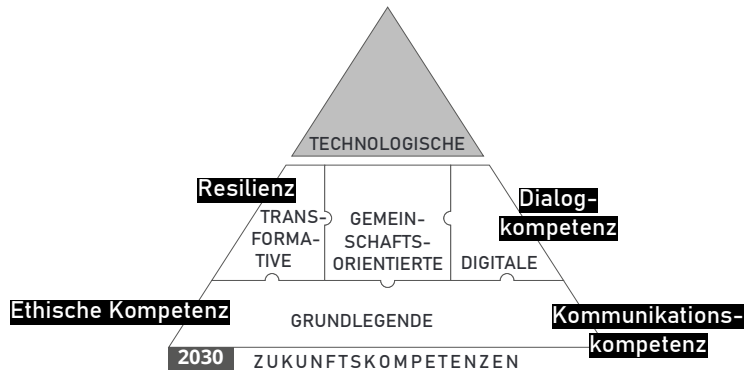 TECHNOLOGISCHE
Resilienz
Dialog-
kompetenz
TRANS-
FORMA-
TIVE
GEMEIN-
SCHAFTS-
ORIENTIERTE
DIGITALE
Ethische Kompetenz
GRUNDLEGENDE
Kommunikations-
kompetenz
2030 ZUKUNFTSKOMPETENZEN